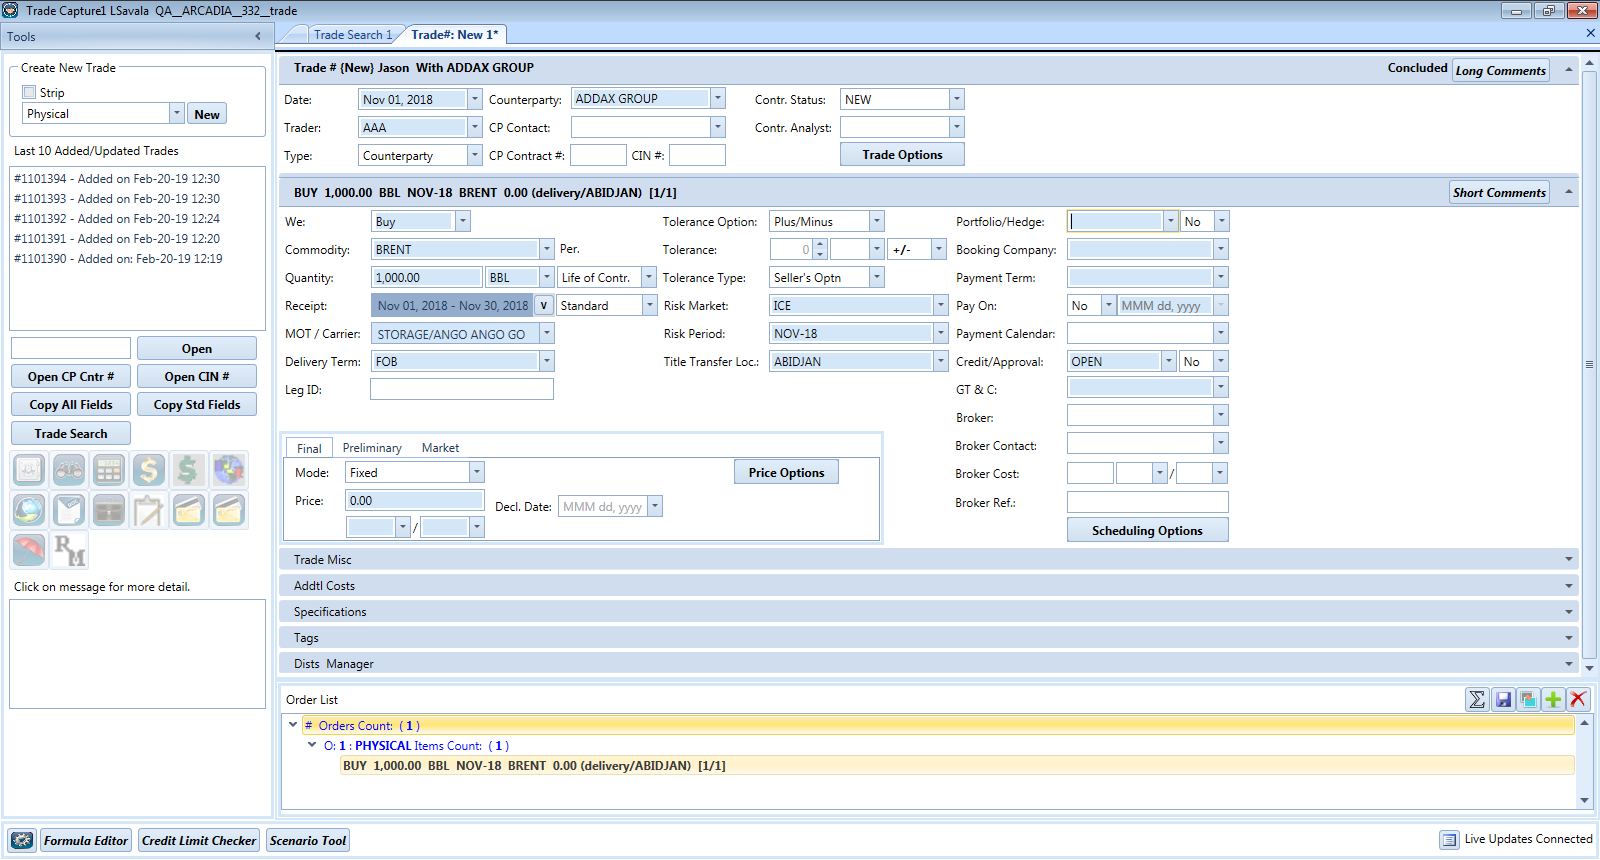 Trade Capture1 LSavala QA__ARCADIA__332__trade
Tools
Trade Search 1
Trade#: New 1*
Create New Trade
Strip
Physical
New
Last 10 Added/Updated Trades
#1101394 - Added on Feb-20-19 12:30
#1101393 - Added on Feb-20-19 12:30
#1101392 - Added on Feb-20-19 12:24
#1101391 - Added on Feb-20-19 12:20
#1101390 - Added on: Feb-20-19 12:19
Open
Open CP Cntr #
Open CIN #
Copy All Fields
Copy Std Fields
Trade Search
RM
Click on message for more detail.
Trade # {New} Jason With ADDAX GROUP
Concluded
Long Comments
Date: Nov 01, 2018 Counterparty: ADDAX GROUP Contr. Status: NEW
Trader: AAA CP Contact: Contr. Analyst:
Type: Counterparty CP Contract #: CIN #: Trade Options
BUY 1,000.00 BBL NOV-18 BRENT 0.00 (delivery/ABIDJAN) [1/1]
Short Comments
We: Buy Tolerance Option: Plus/Minus Portfolio/Hedge: No
Commodity: BRENT Per. Tolerance: 0 +/- Booking Company:
Quantity: 1,000.00 BBL Life of Contr. Tolerance Type: Seller's Optn Payment Term:
Receipt: Nov 01, 2018 - Nov 30, 2018 v Standard Risk Market: ICE Pay On: No MMM dd, yyyy
MOT / Carrier: STORAGE/ANGO ANGO GO Risk Period: NOV-18 Payment Calendar:
Delivery Term: FOB Title Transfer Loc.: ABIDJAN Credit/Approval: OPEN No
Leg ID: GT & C:
Broker:
Broker Contact:
Broker Cost: /
Broker Ref.:
Scheduling Options
Final Preliminary Market
Mode: Fixed Price Options
Price: 0.00 Decl. Date: MMM dd, yyyy
/
Trade Misc
Addtl Costs
Specifications
Tags
Dists Manager
Order List
# Orders Count: ( 1 )
O: 1 : PHYSICAL Items Count: ( 1 )
BUY 1,000.00 BBL NOV-18 BRENT 0.00 (delivery/ABIDJAN) [1/1]
Formula Editor
Credit Limit Checker
Scenario Tool
Live Updates Connected